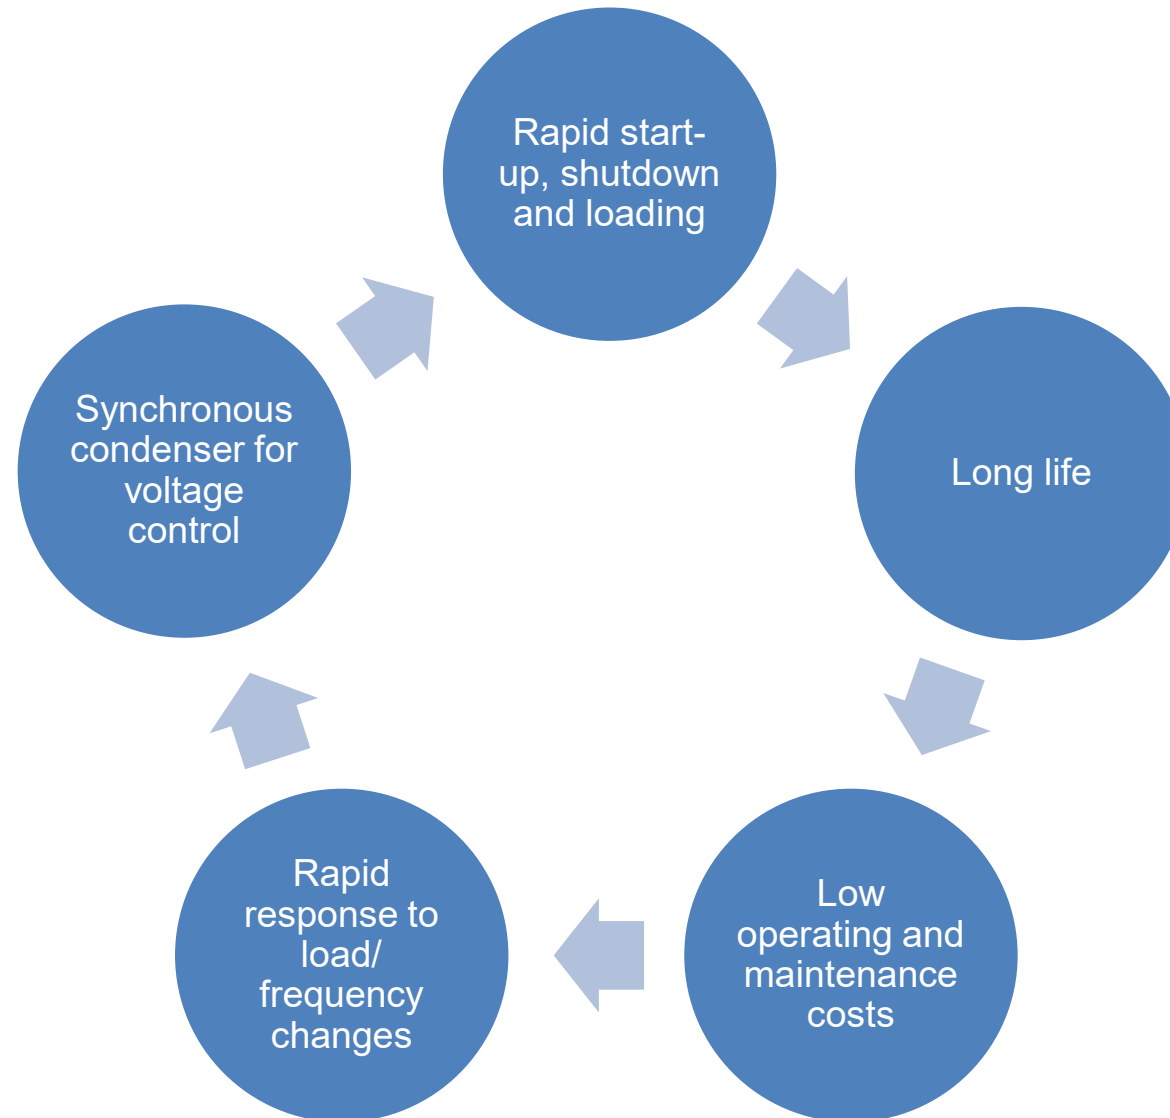 Rapid start-
up, shutdown
and loading
Long life
Low
operating and
maintenance
costs
Rapid
response to
load/
frequency
changes
Synchronous
condenser for
voltage
control